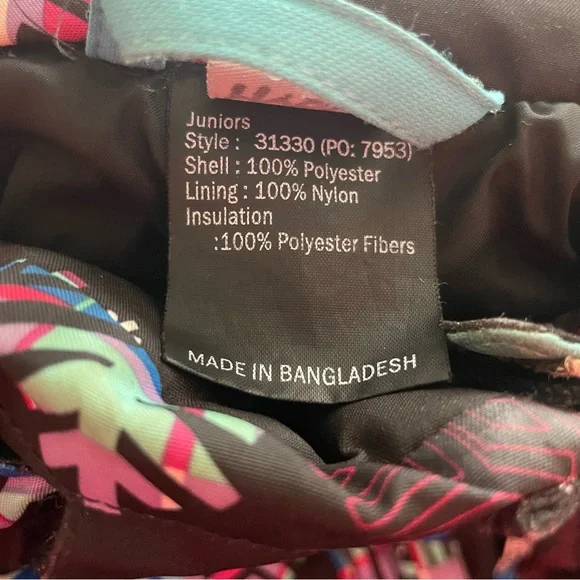 Juniors
Style : 31330 (PO: 7953)
Shell : 100% Polyester
Lining : 100% Nylon
Insulation
:100% Polyester Fibers
MADE IN BANGLADESH